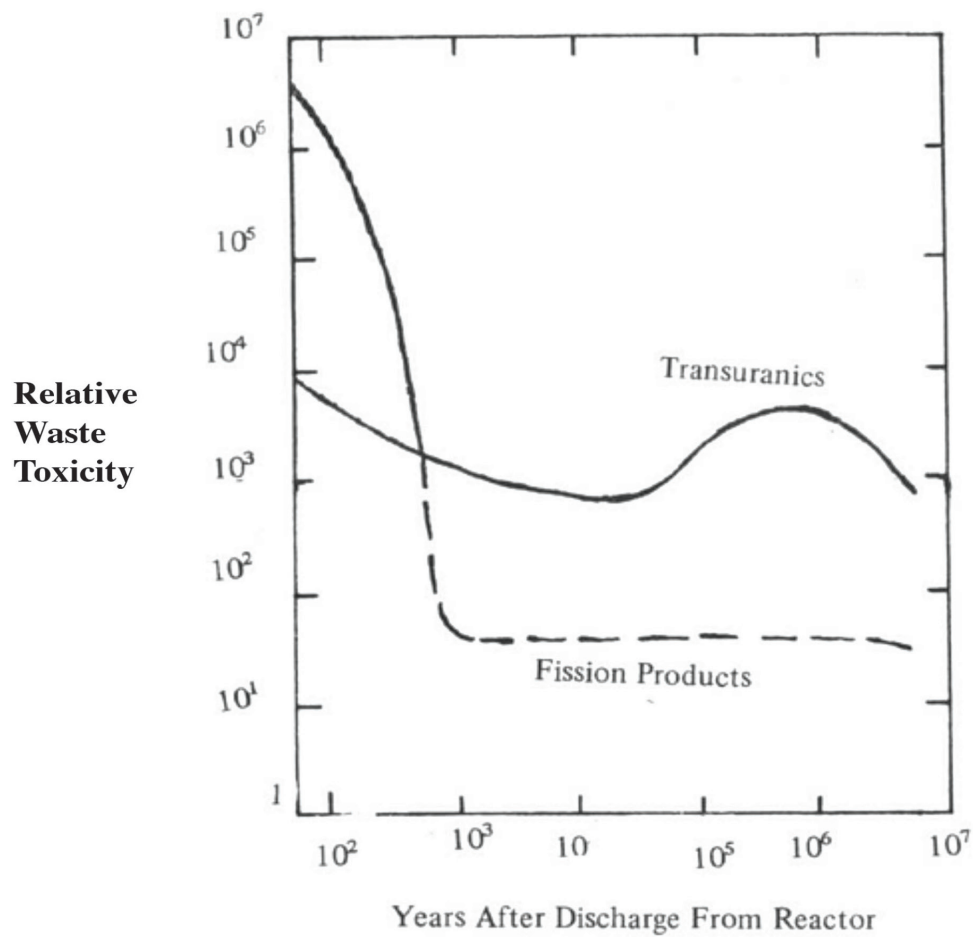 10⁷
10⁶
10⁵
10⁴
10³
10²
10¹
1
Relative
Waste
Toxicity
Transuranics
Fission Products
10² 10³ 10 10⁵ 10⁶ 10⁷
Years After Discharge From Reactor